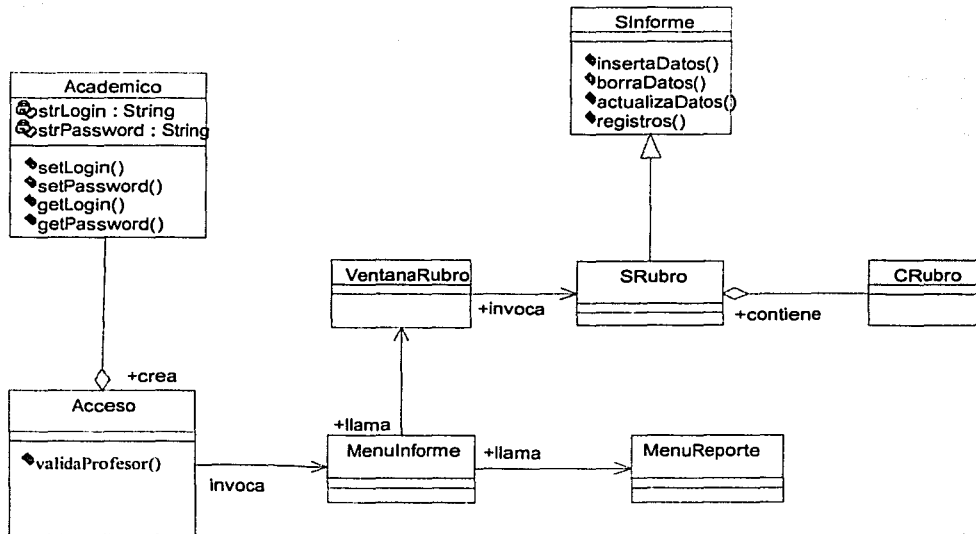 SInforme
insertaDatos()
borraDatos()
actualizaDatos()
registros()
Academico
strLogin : String
strPassword : String
setLogin()
setPassword()
getLogin()
getPassword()
VentanaRubro
+invoca
SRubro
+contiene
CRubro
+crea
Acceso
validaProfesor()
invoca
+llama
MenuInforme
+llama
MenuReporte